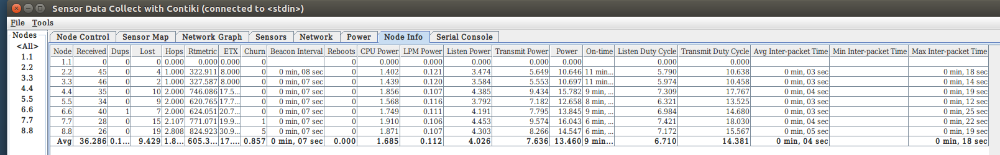 Sensor Data Collect with Contiki (connected to <stdin>)
File Tools
Nodes
<All>
1.1
2.2
3.3
4.4
5.5
6.6
7.7
8.8
Node Control Sensor Map Network Graph Sensors Network Power Node Info Serial Console
Node Received Dups Lost Hops Rtmetric ETX Churn Beacon Interval Reboots CPU Power LPM Power Listen Power Transmit Power Power On-time Listen Duty Cycle Transmit Duty Cycle Avg Inter-packet Time Min Inter-packet Time Max Inter-packet Time
1.1 0 0 0 0.000 0.000 0.000 0 0 0.000 0.000 0.000 0.000 0.000 0.000 0.000
2.2 45 0 4 1.000 322.911 8.000 0 0 min, 08 sec 0 1.402 0.121 3.474 5.649 10.646 11 min... 5.790 10.638 0 min, 03 sec 0 min, 18 sec
3.3 46 0 2 1.000 327.587 8.000 0 0 min, 07 sec 0 1.439 0.120 3.584 5.553 10.697 11 min... 5.974 10.458 0 min, 03 sec 0 min, 14 sec
4.4 35 0 10 2.000 746.086 17.5... 0 0 min, 07 sec 0 1.856 0.107 4.385 9.434 15.782 9 min, ... 7.309 17.767 0 min, 04 sec 0 min, 19 sec
5.5 34 0 9 2.000 620.765 17.7... 0 0 min, 07 sec 0 1.568 0.116 3.792 7.182 12.658 8 min, ... 6.321 13.525 0 min, 03 sec 0 min, 12 sec
6.6 40 1 7 2.000 624.051 20.7... 0 0 min, 07 sec 0 1.749 0.111 4.191 7.795 13.845 9 min, ... 6.984 14.680 0 min, 03 sec 0 min, 25 sec
7.7 28 0 15 2.107 771.071 19.9... 1 0 min, 07 sec 0 1.910 0.106 4.453 9.574 16.043 6 min, ... 7.421 18.030 0 min, 04 sec 0 min, 22 sec
8.8 26 0 19 2.808 824.923 30.9... 5 0 min, 07 sec 0 1.871 0.107 4.303 8.266 14.547 6 min, ... 7.172 15.567 0 min, 05 sec 0 min, 19 sec
Avg 36.286 0.1... 9.429 1.8... 605.3... 17.... 0.857 0 min, 07 sec 0.000 1.685 0.112 4.026 7.636 13.460 9 min... 6.710 14.381 0 min, 04 sec 0 min, 18 sec